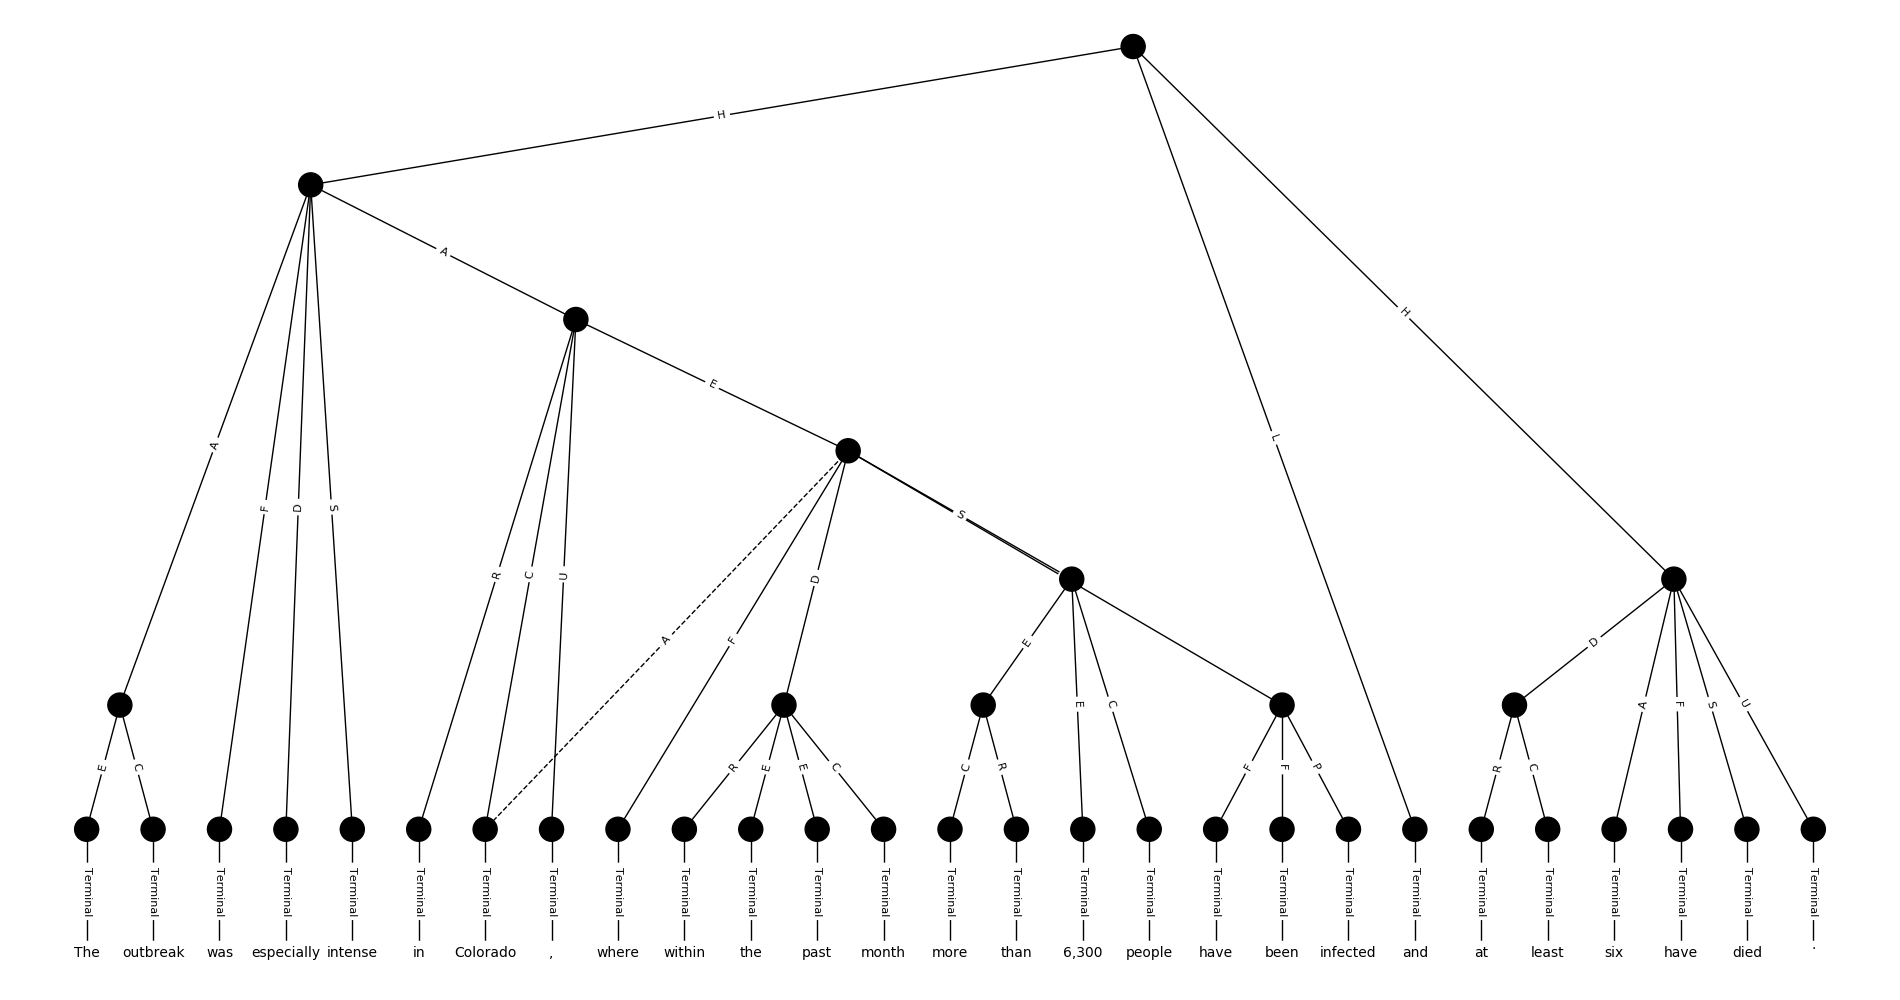 H
A
E
A
F
D
S
R
C
U
A
F
D
S
L
H
E
D
E
C
R
E
E
C
C
R
E
C
F
F
P
R
C
A
F
S
U
Terminal Terminal Terminal Terminal Terminal Terminal Terminal Terminal Terminal Terminal Terminal Terminal Terminal Terminal Terminal Terminal Terminal Terminal Terminal Terminal Terminal Terminal Terminal Terminal Terminal Terminal Terminal
The outbreak was especially intense in Colorado , where within the past month more than 6,300 people have been infected and at least six have died .